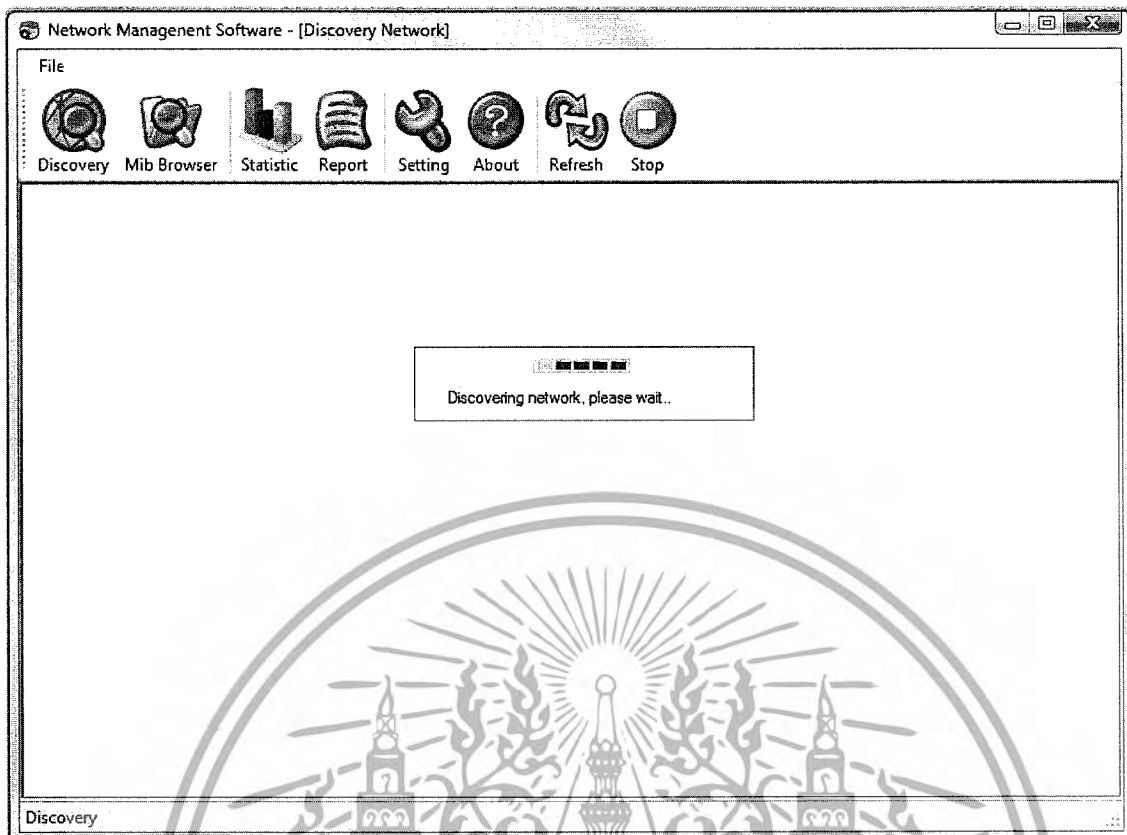 Network Managenent Software - [Discovery Network]
File
Discovery Mib Browser Statistic Report Setting About Refresh Stop
Discovering network, please wait..
Discovery